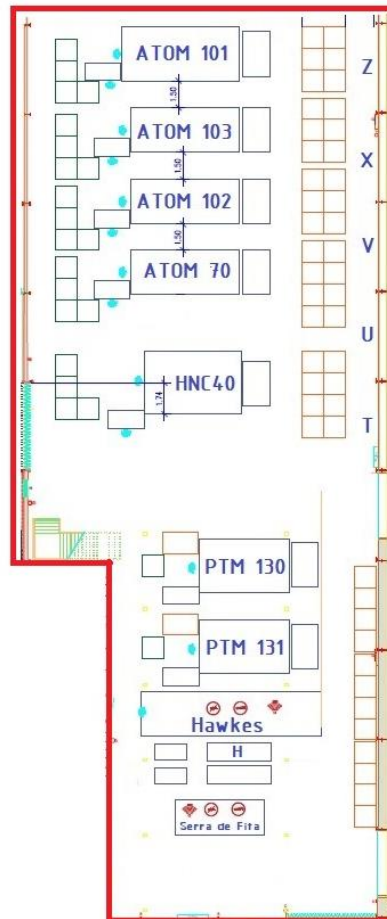 ATOM 101
Z
1.50
ATOM 103
X
1.50
ATOM 102
1.50
V
ATOM 70
U
HNC40
1.74
T
PTM 130
PTM 131
Hawkes
H
Serra de Fita